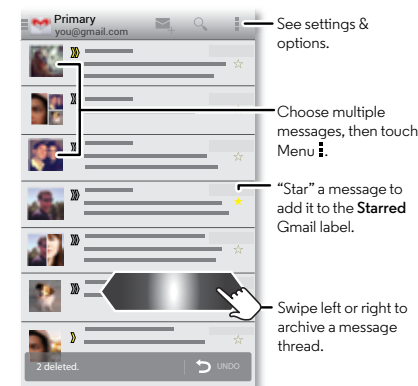 Primary
you@gmail.com
See settings &
options.
Choose multiple
messages, then touch
Menu .
“Star” a message to
add it to the Starred
Gmail label.
Swipe left or right to
archive a message
thread.
2 deleted.
UNDO